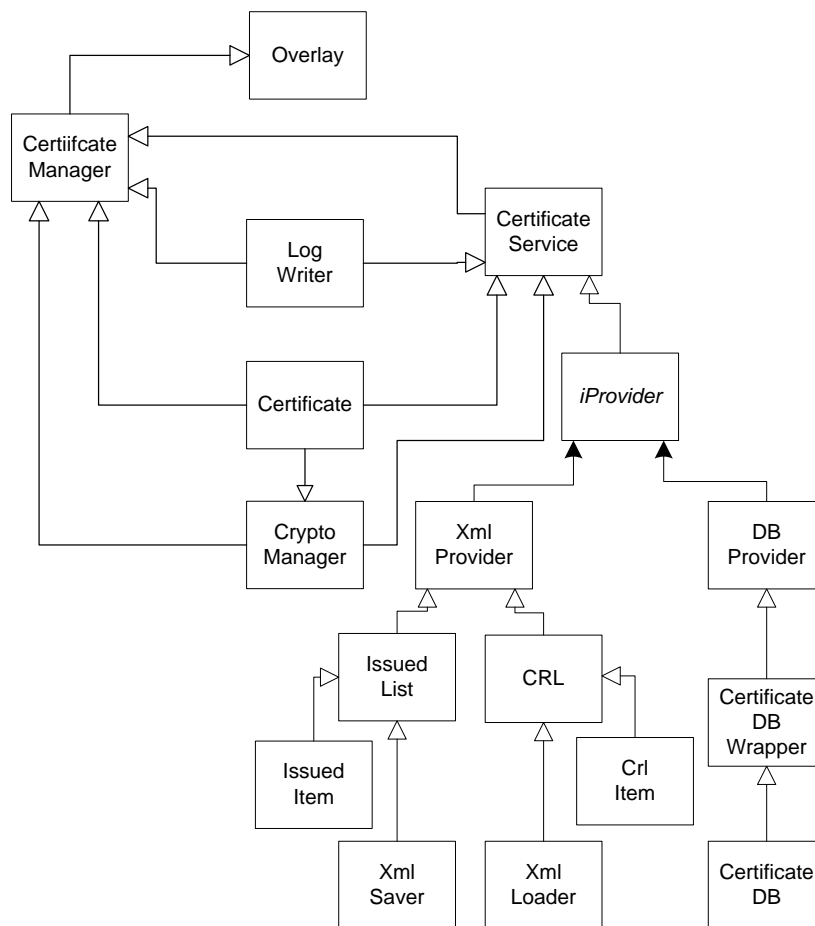 Overlay
Certiifcate
Manager
Certificate
Service
Log
Writer
iProvider
Certificate
Crypto
Manager
Xml
Provider
DB
Provider
Issued
List
CRL
Certificate
DB
Wrapper
Issued
Item
Crl
Item
Xml
Saver
Xml
Loader
Certificate
DB